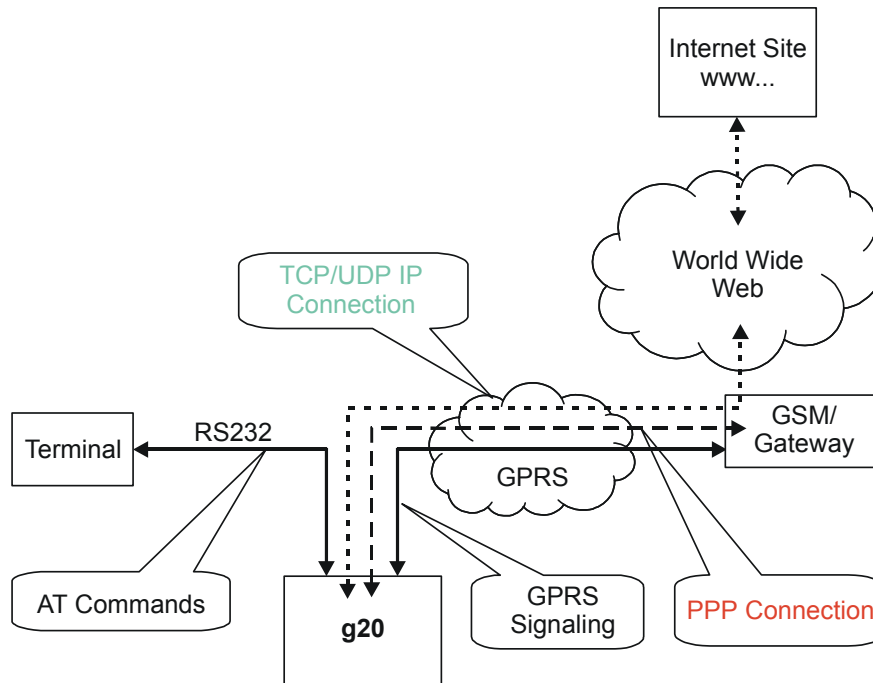 Internet Site
www...
World Wide
Web
TCP/UDP IP
Connection
GSM/
Gateway
Terminal
RS232
GPRS
AT Commands
g20
GPRS
Signaling
PPP Connection